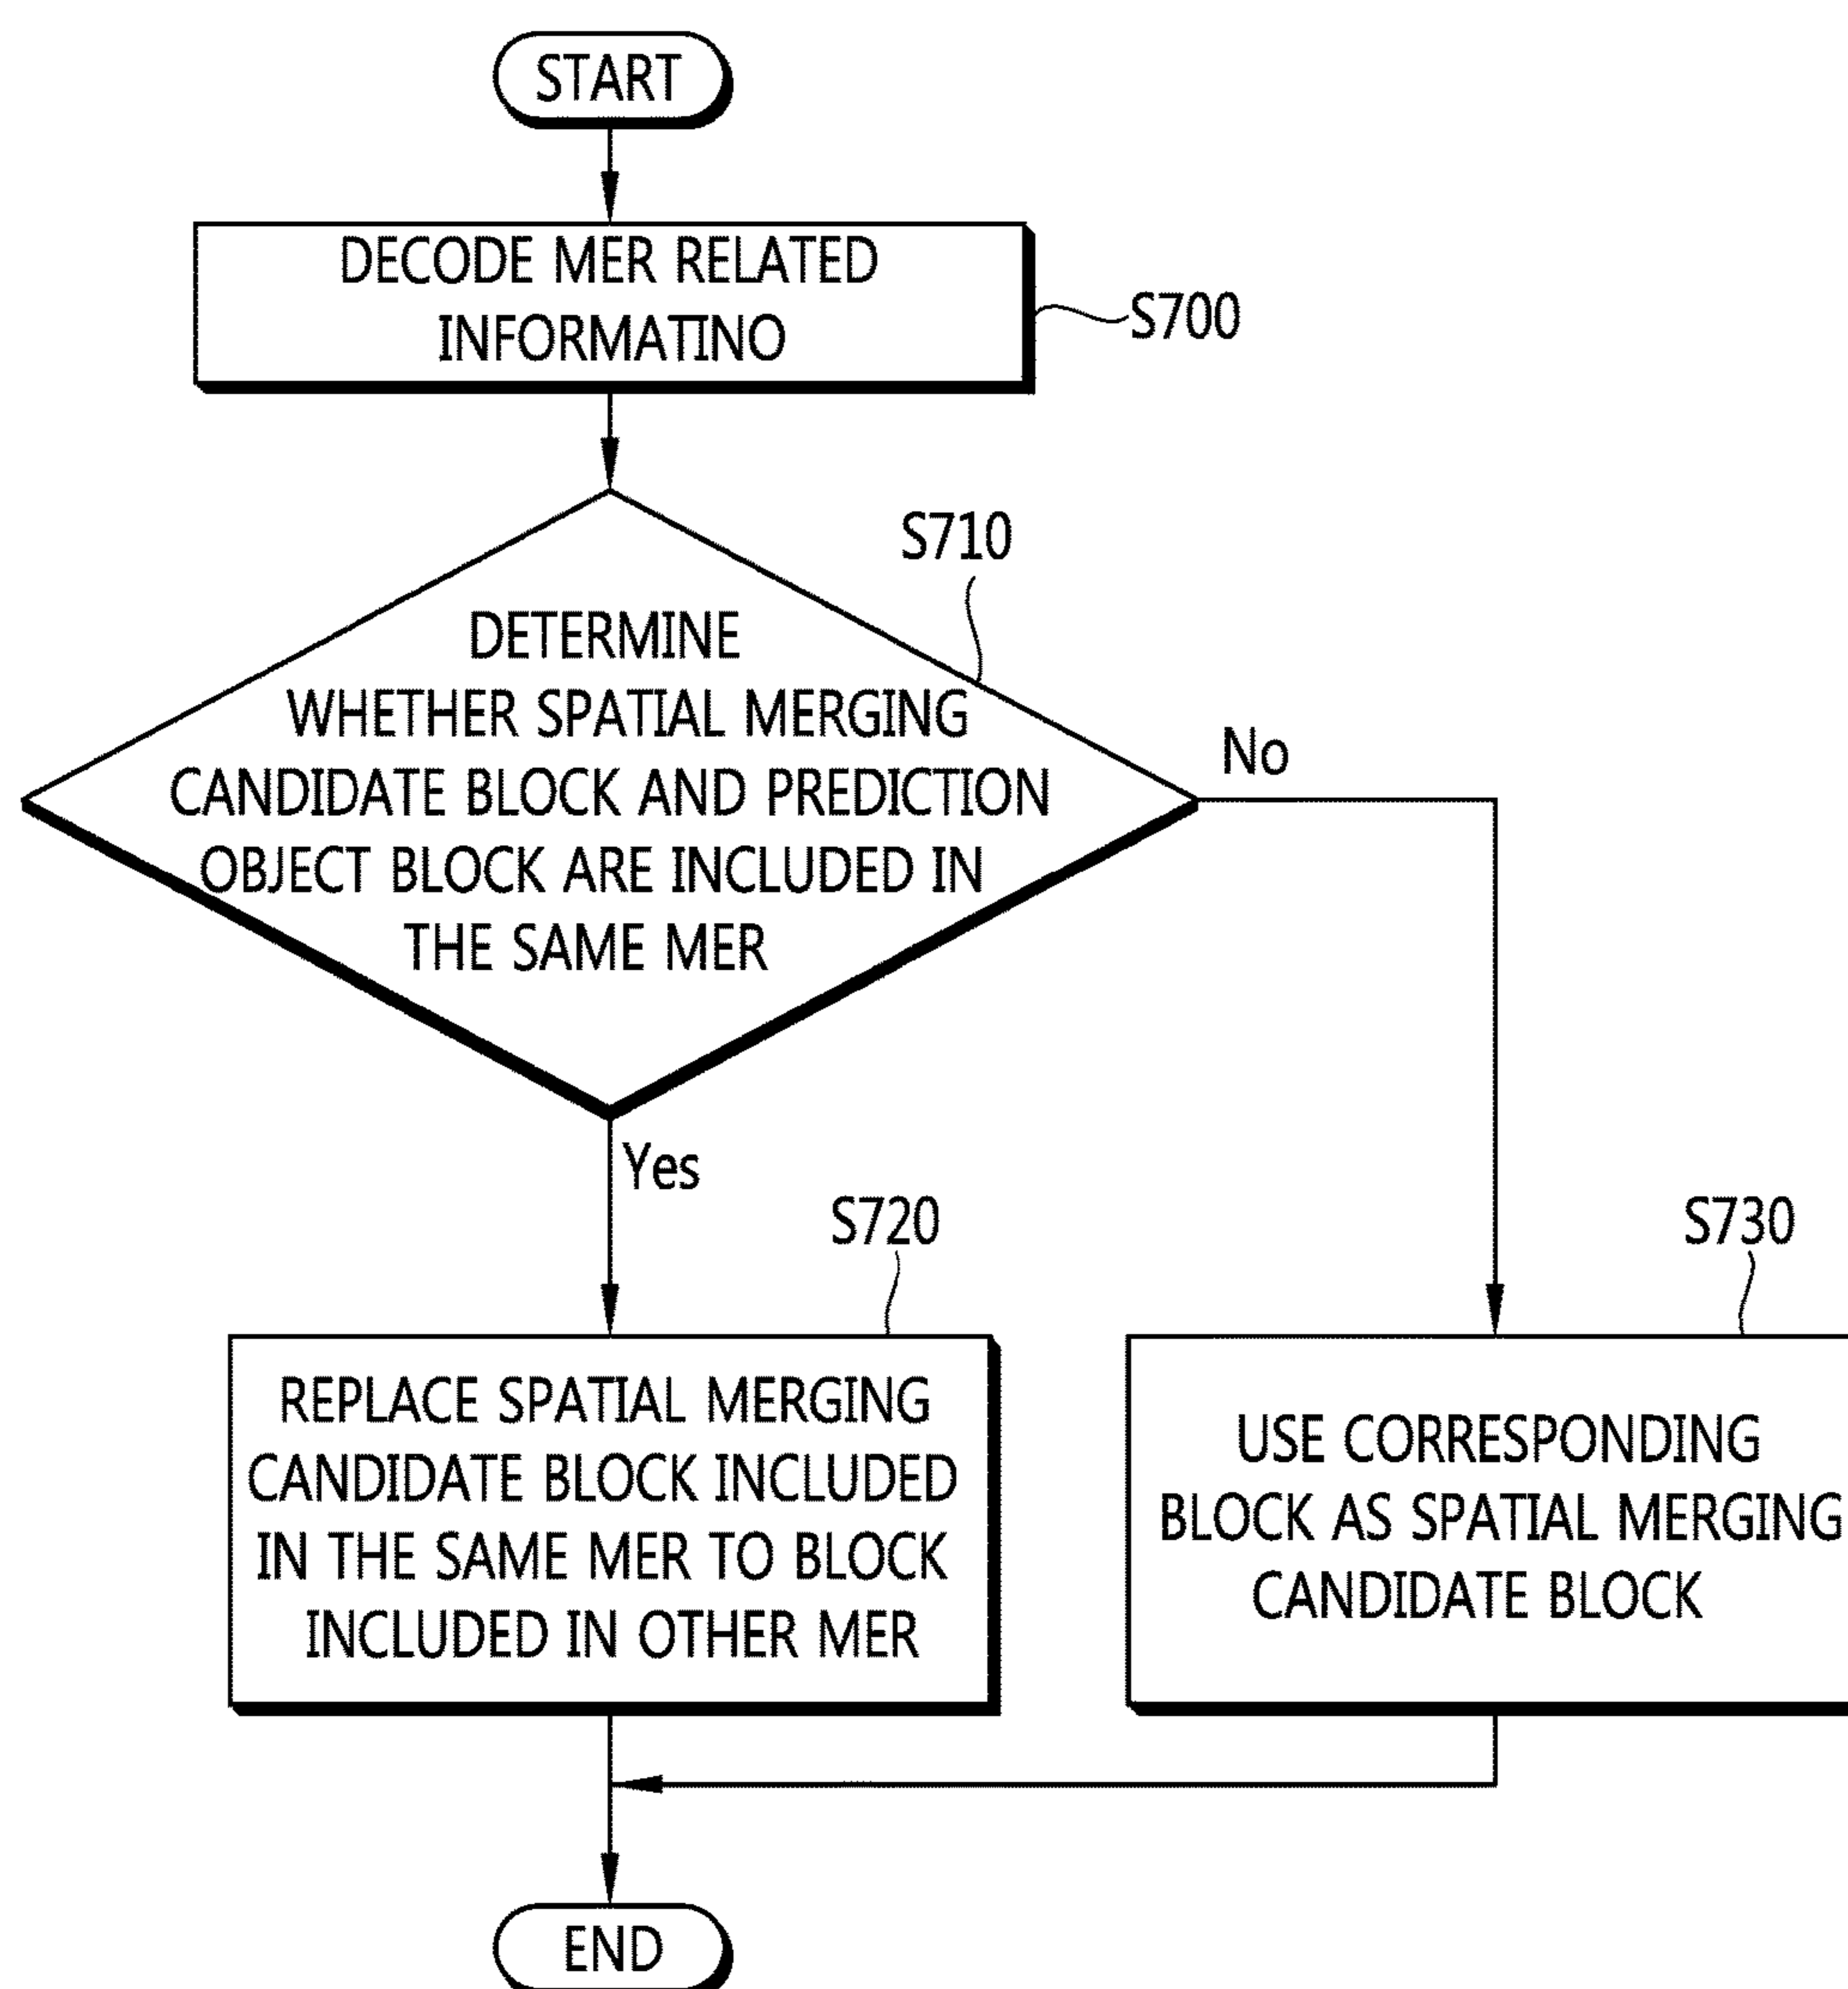 START
DECODE MER RELATED
INFORMATINO
S700
S710
DETERMINE
WHETHER SPATIAL MERGING
CANDIDATE BLOCK AND PREDICTION
OBJECT BLOCK ARE INCLUDED IN
THE SAME MER
No
Yes
S720
S730
REPLACE SPATIAL MERGING
CANDIDATE BLOCK INCLUDED
IN THE SAME MER TO BLOCK
INCLUDED IN OTHER MER
USE CORRESPONDING
BLOCK AS SPATIAL MERGING
CANDIDATE BLOCK
END